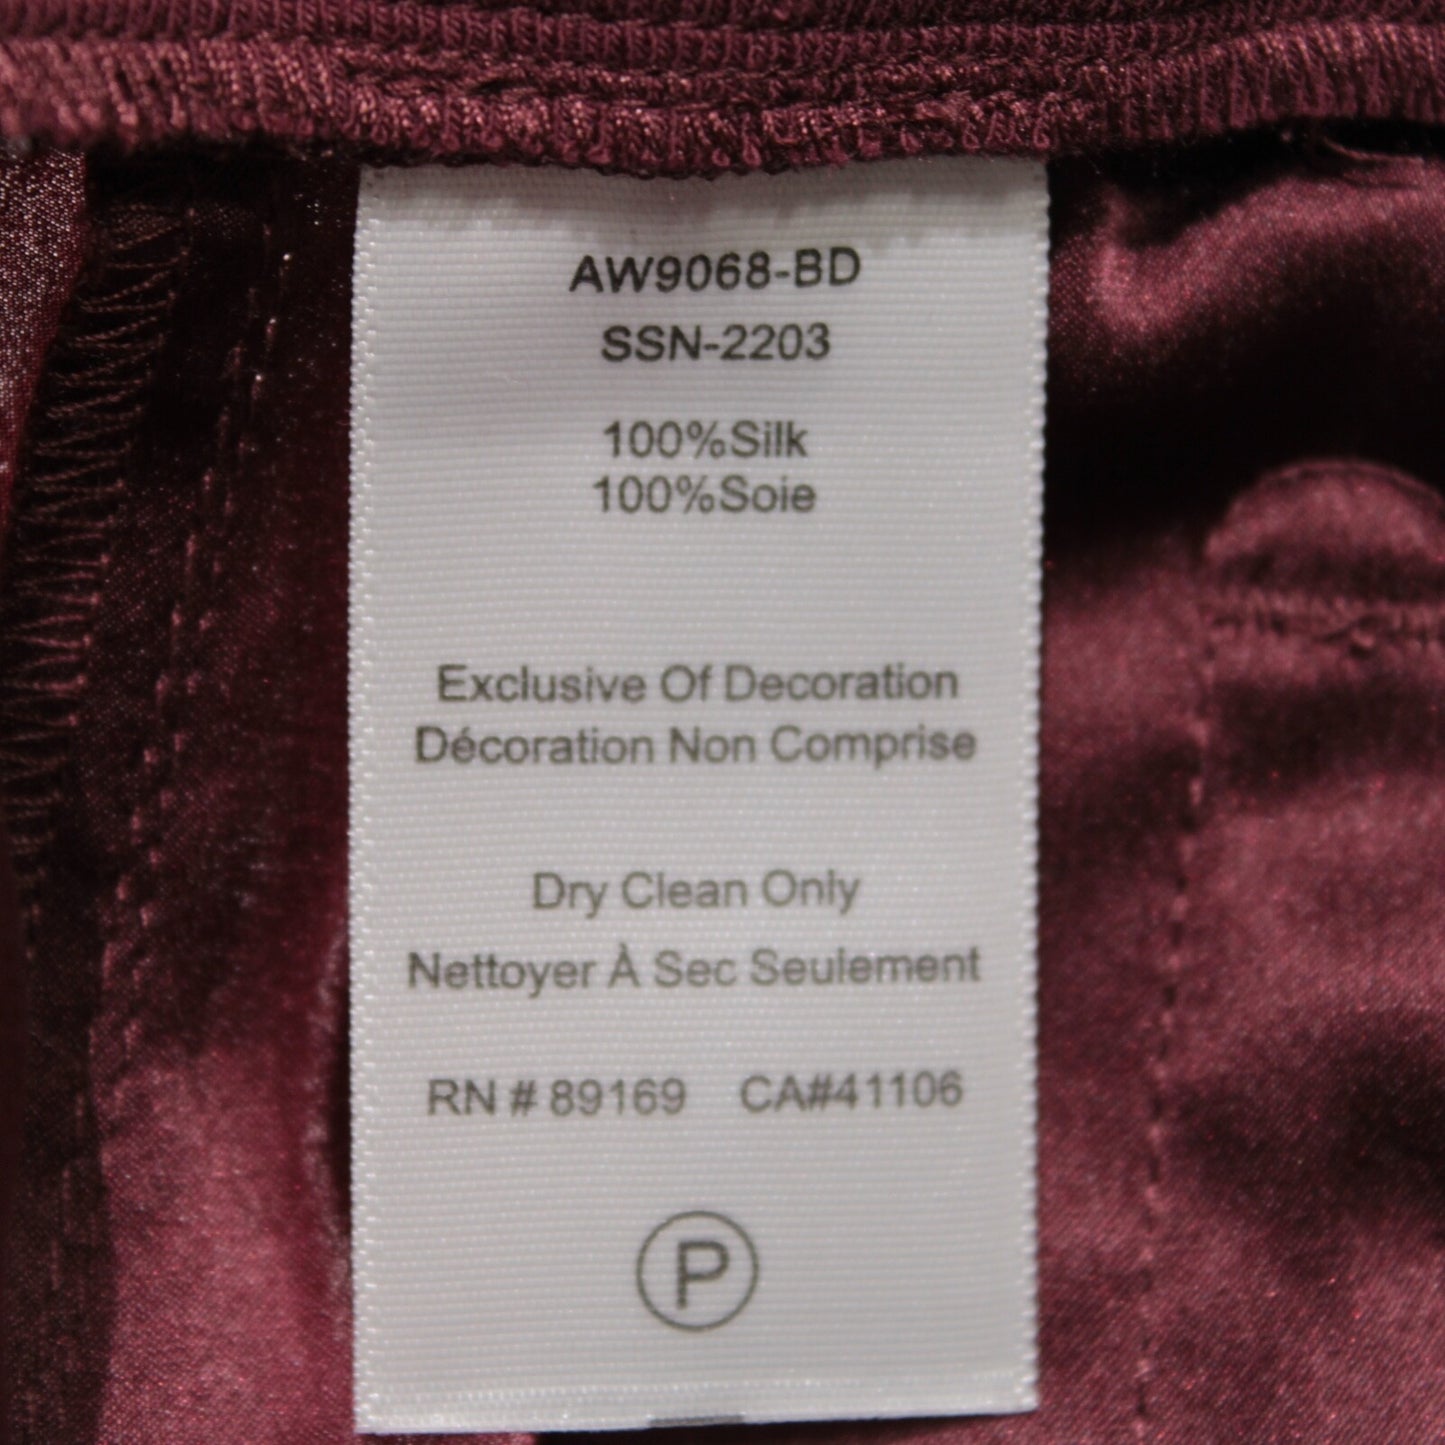 AW9068-BD
SSN-2203
100%Silk
100%Soie
Exclusive Of Decoration
Décoration Non Comprise
Dry Clean Only
Nettoyer À Sec Seulement
RN # 89169 CA#41106
P